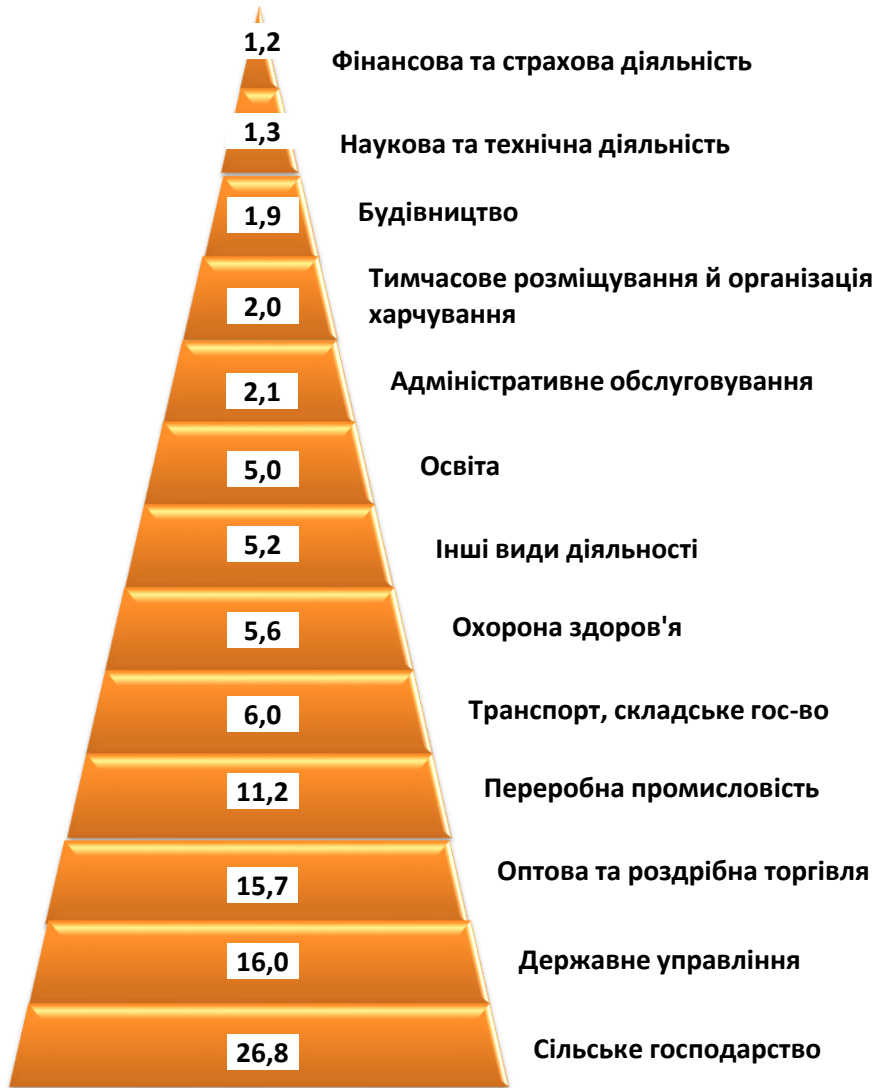 1,2
Фінансова та страхова діяльність
1,3
Наукова та технічна діяльність
1,9
Будівництво
2,0
Тимчасове розміщування й організація
харчування
2,1
Адміністративне обслуговування
5,0
Освіта
5,2
Інші види діяльності
5,6
Охорона здоров'я
6,0
Транспорт, складське гос-во
11,2
Переробна промисловість
15,7
Оптова та роздрібна торгівля
16,0
Державне управління
26,8
Сільське господарство